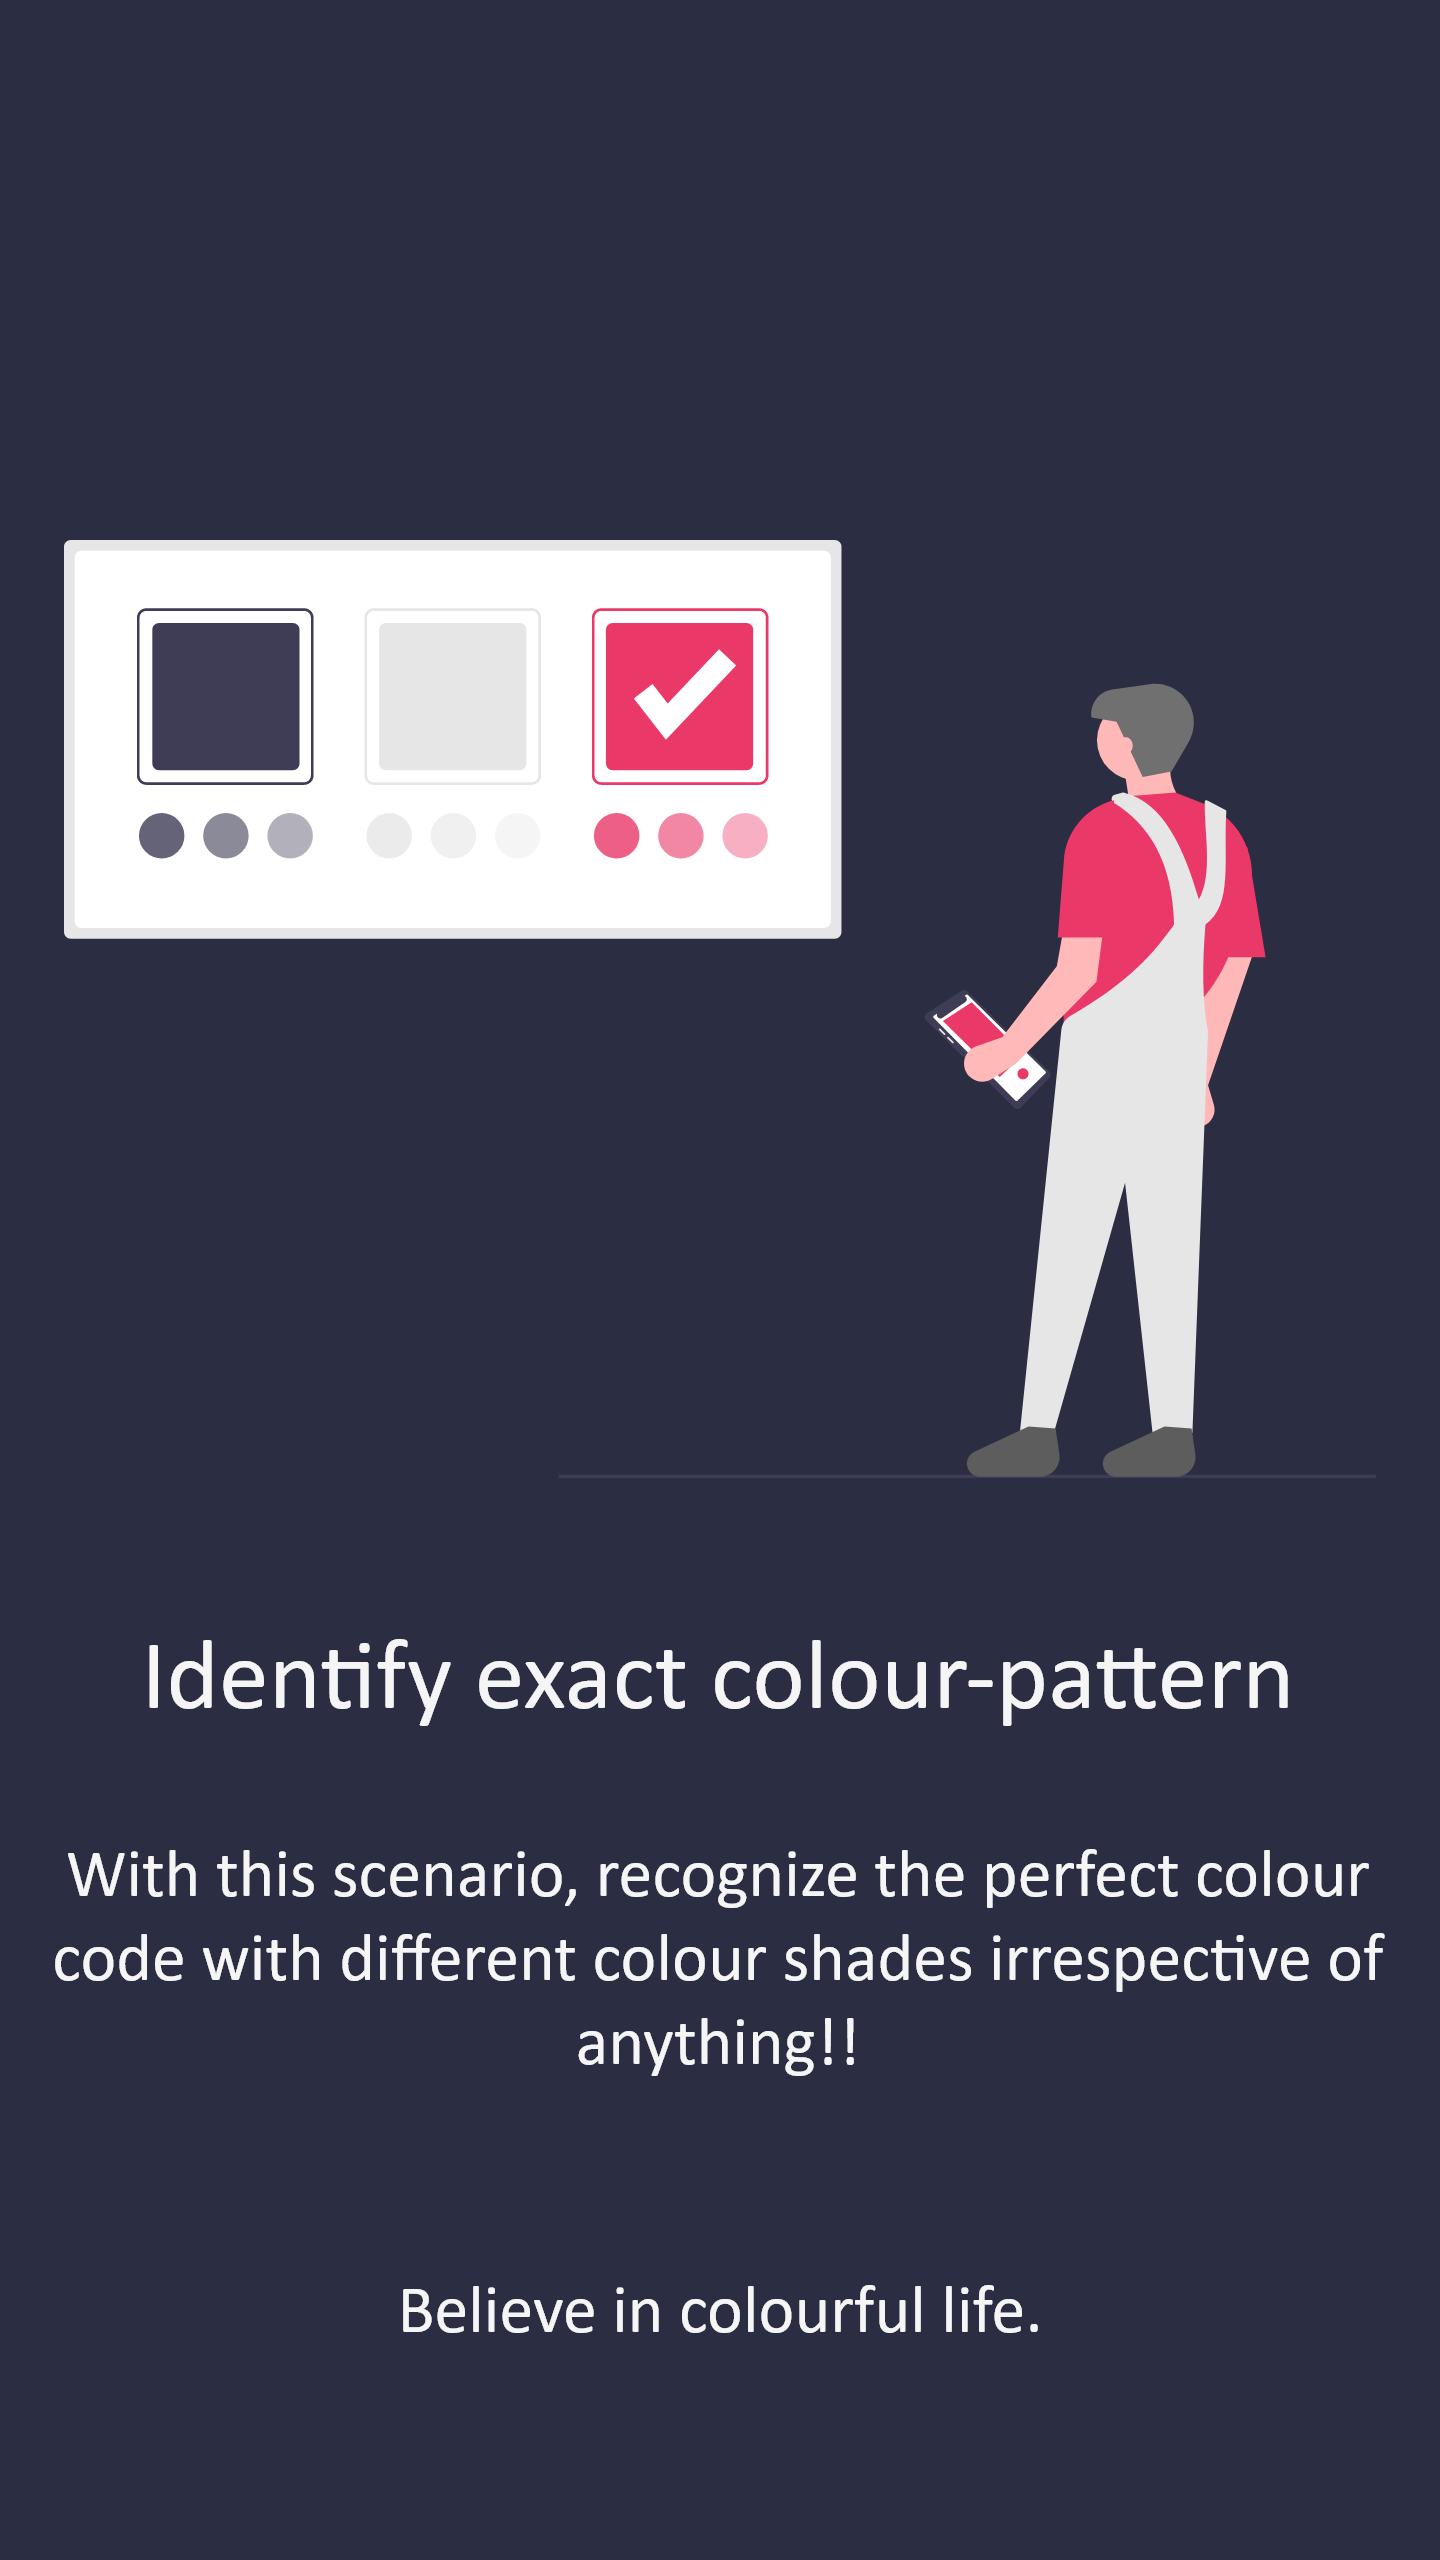 Identify exact colour-pattern
With this scenario, recognize the perfect colour
code with different colour shades irrespective of
anything!!
Believe in colourful life.